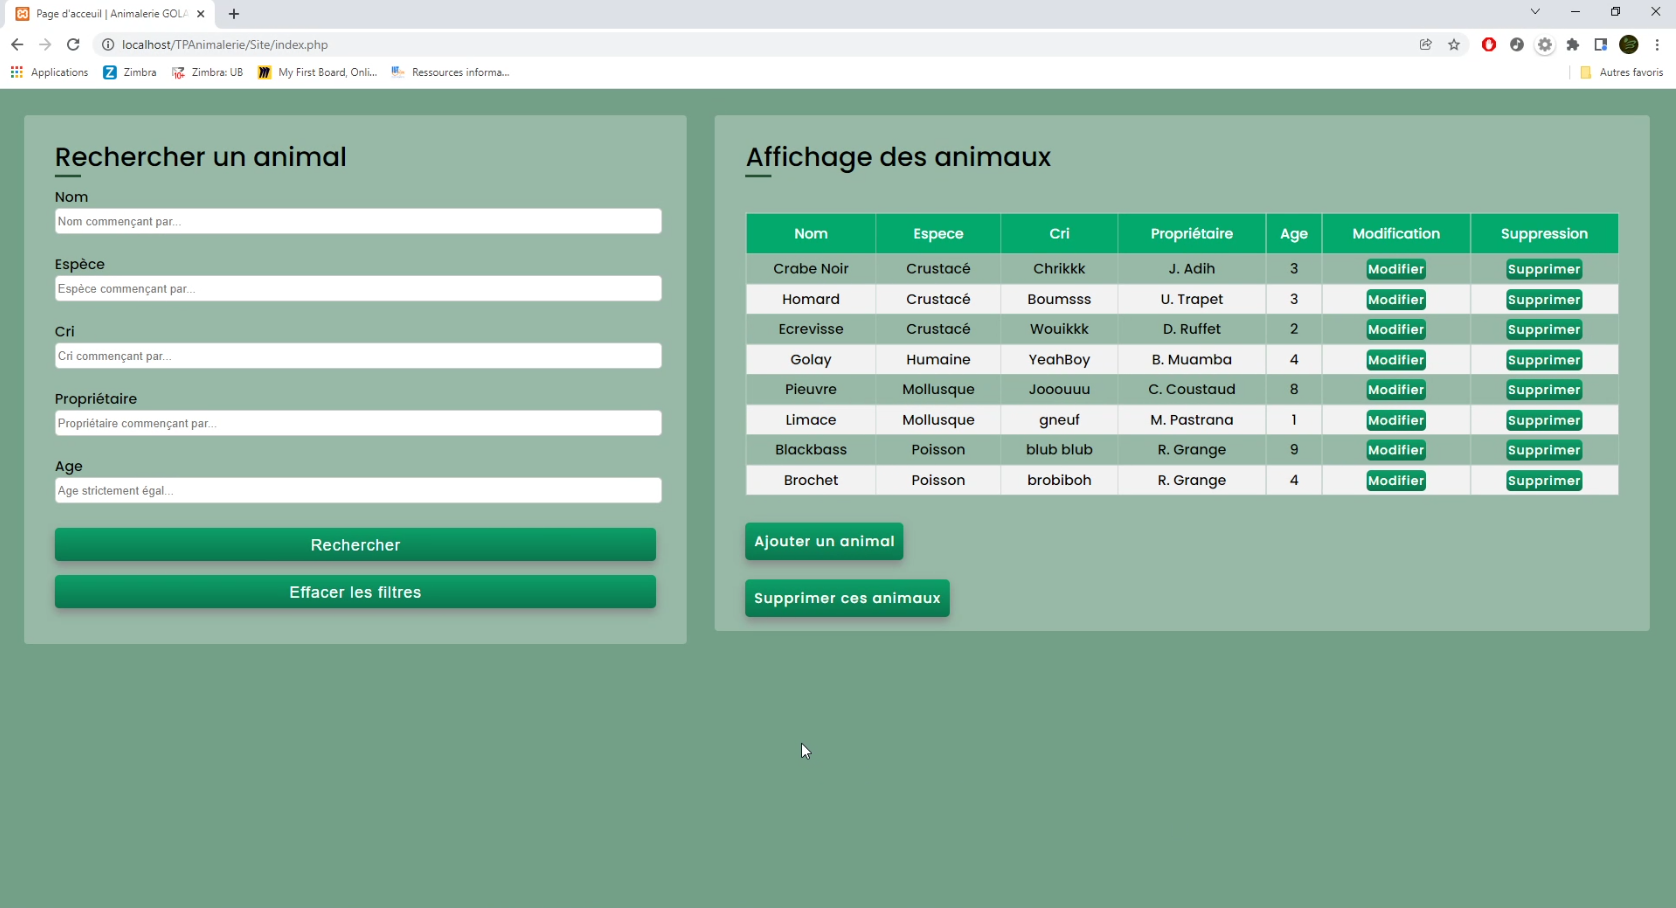 Page d'acceuil | Animalerie GOLA
localhost/TPAnimalerie/Site/index.php
Applications Zimbra Zimbra: UB My First Board, Onli... Ressources informa... Autres favoris
Rechercher un animal
Nom
Nom commençant par...
Espèce
Espèce commençant par...
Cri
Cri commençant par...
Propriétaire
Propriétaire commençant par...
Age
Age strictement égal...
Rechercher
Effacer les filtres
Affichage des animaux
Nom Espece Cri Propriétaire Age Modification Suppression
Crabe Noir Crustacé Chrikkk J. Adih 3 Modifier Supprimer
Homard Crustacé Boumsss U. Trapet 3 Modifier Supprimer
Ecrevisse Crustacé Wouikkk D. Ruffet 2 Modifier Supprimer
Golay Humaine YeahBoy B. Muamba 4 Modifier Supprimer
Pieuvre Mollusque Jooouuu C. Coustaud 8 Modifier Supprimer
Limace Mollusque gneuf M. Pastrana 1 Modifier Supprimer
Blackbass Poisson blub blub R. Grange 9 Modifier Supprimer
Brochet Poisson brobiboh R. Grange 4 Modifier Supprimer
Ajouter un animal
Supprimer ces animaux